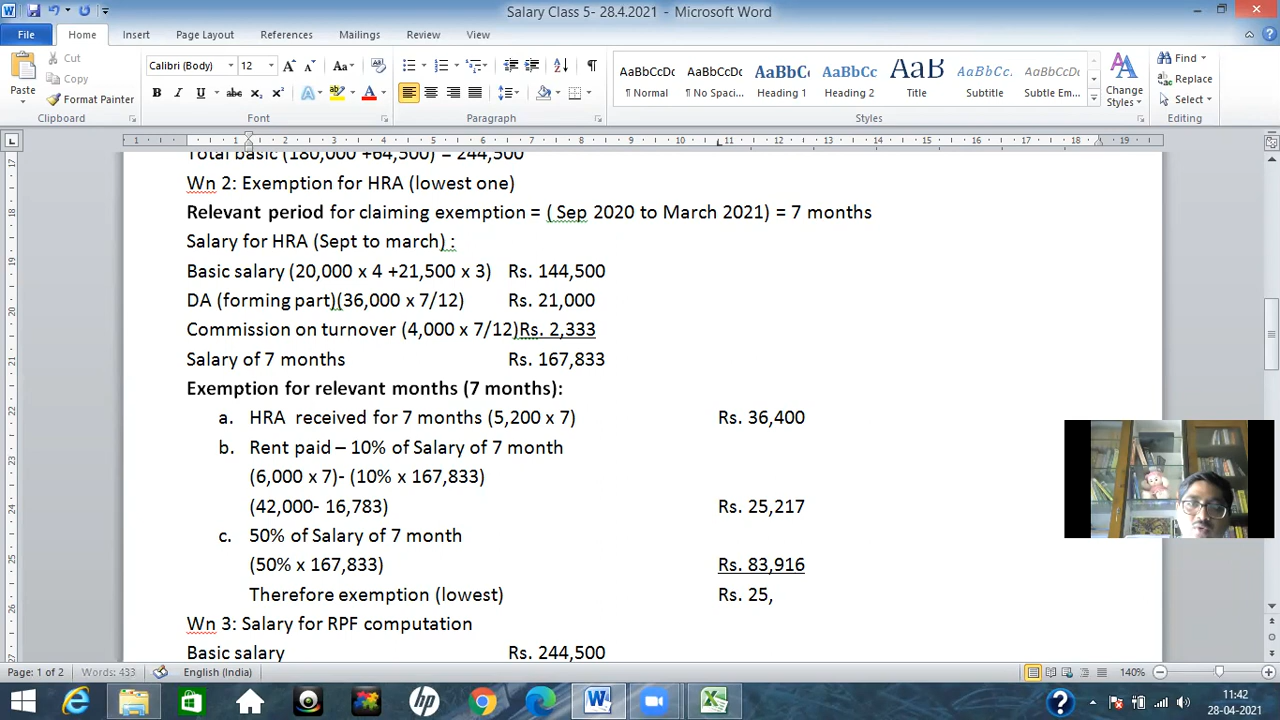 Salary Class 5- 28.4.2021 - Microsoft Word
File Home Insert Page Layout References Mailings Review View
Cut
Copy
Paste
Format Painter
Clipboard
Calibri (Body) 12
Font
Paragraph
AaBbCcDc AaBbCcDc AaBbCc AaBbCc AaB AaBbCcDc AaBbCcDc
¶ Normal ¶ No Spaci... Heading 1 Heading 2 Title Subtitle Subtle Em...
Styles
Change Styles
Find
Replace
Select
Editing
Total basic (180,000 +64,500) = 244,500
Wn 2: Exemption for HRA (lowest one)
Relevant period for claiming exemption = ( Sep 2020 to March 2021) = 7 months
Salary for HRA (Sept to march) :
Basic salary (20,000 x 4 +21,500 x 3) Rs. 144,500
DA (forming part)(36,000 x 7/12) Rs. 21,000
Commission on turnover (4,000 x 7/12)Rs. 2,333
Salary of 7 months Rs. 167,833
Exemption for relevant months (7 months):
a. HRA received for 7 months (5,200 x 7) Rs. 36,400
b. Rent paid – 10% of Salary of 7 month
(6,000 x 7)- (10% x 167,833)
(42,000- 16,783) Rs. 25,217
c. 50% of Salary of 7 month
(50% x 167,833) Rs. 83,916
Therefore exemption (lowest) Rs. 25,
Wn 3: Salary for RPF computation
Basic salary Rs. 244,500
Page: 1 of 2 Words: 433 English (India) 140%
11:42
28-04-2021